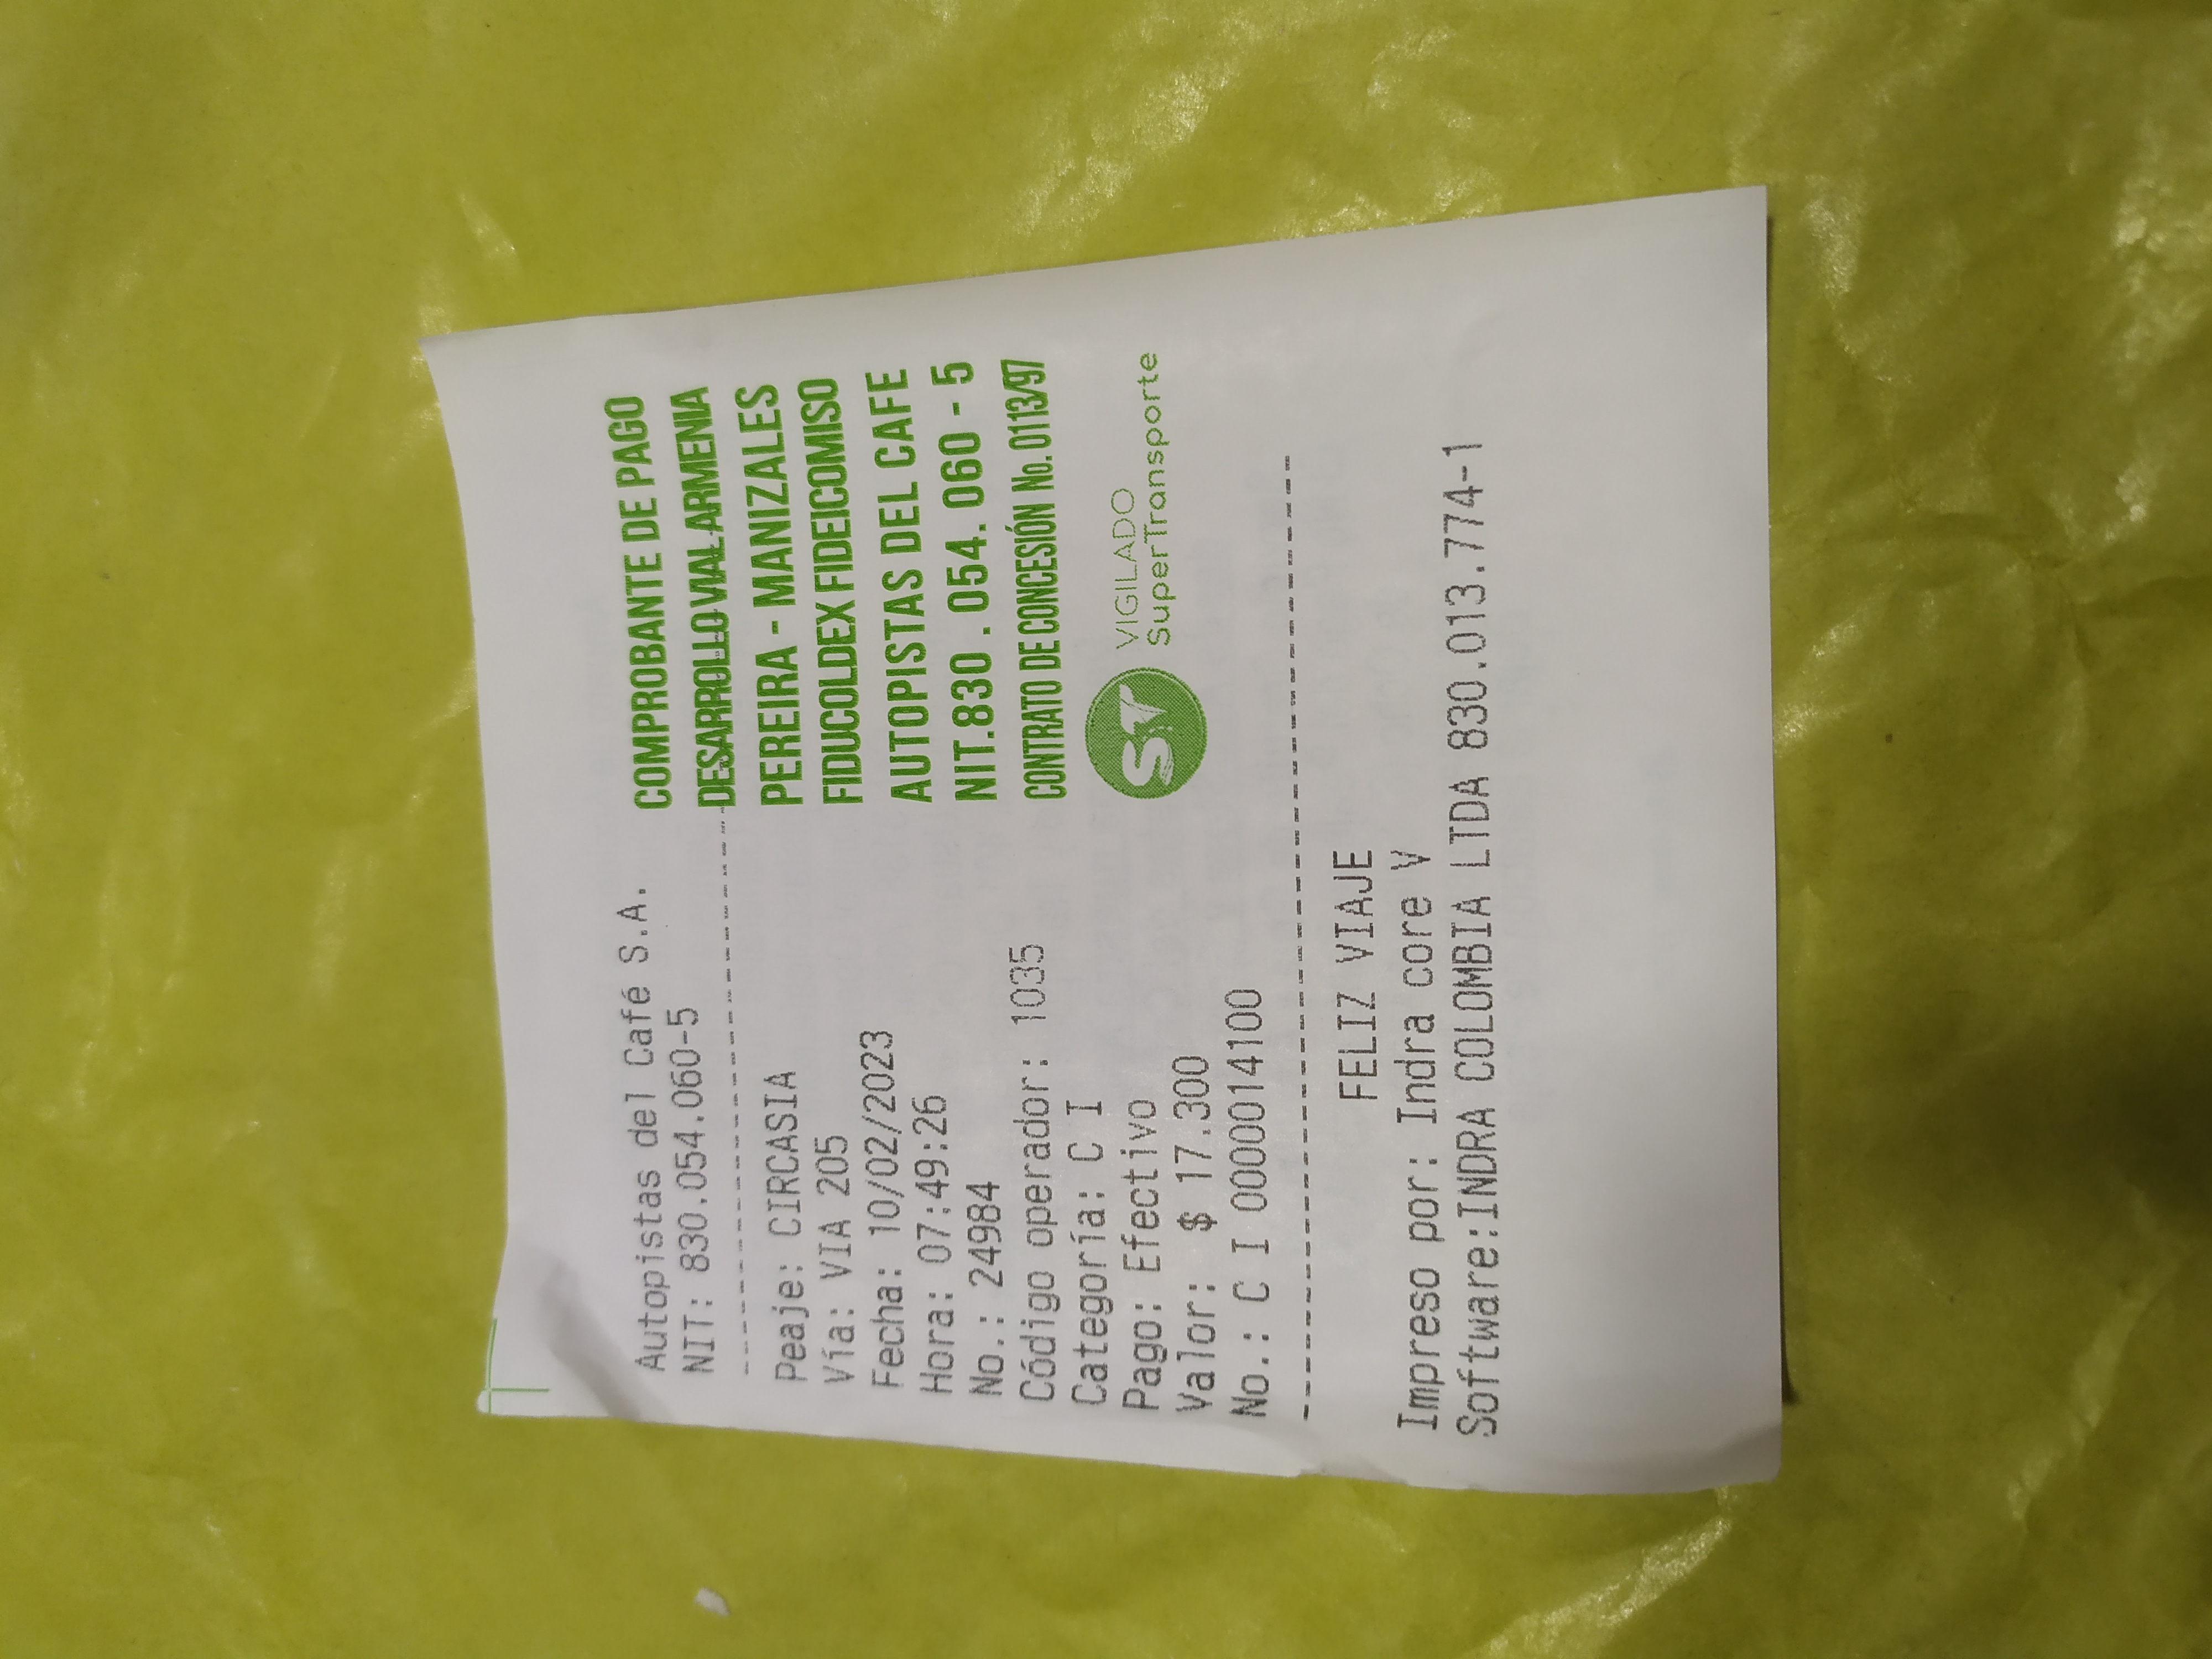 Autopistas del Café S.A.
NIT: 830.054.060-5
COMPROBANTE DE PAGO
DESARROLLO VIAL ARMENIA
PEREIRA - MANIZALES
FIDUCOLDEX FIDEICOMISO
AUTOPISTAS DEL CAFE
NIT.830 . 054. 060 - 5
CONTRATO DE CONCESIÓN No. 0113/97
ST
VIGILADO
SuperTransporte
Peaje: CIRCASIA
Vía: VIA 205
Fecha: 10/02/2023
Hora: 07:49:26
No.: 24984
Código operador: 1035
Categoría: C I
Pago: Efectivo
Valor: $ 17.300
No.: C I 0000014100
FELIZ VIAJE
Impreso por: Indra core V
Software:INDRA COLOMBIA LTDA 830.013.774-1